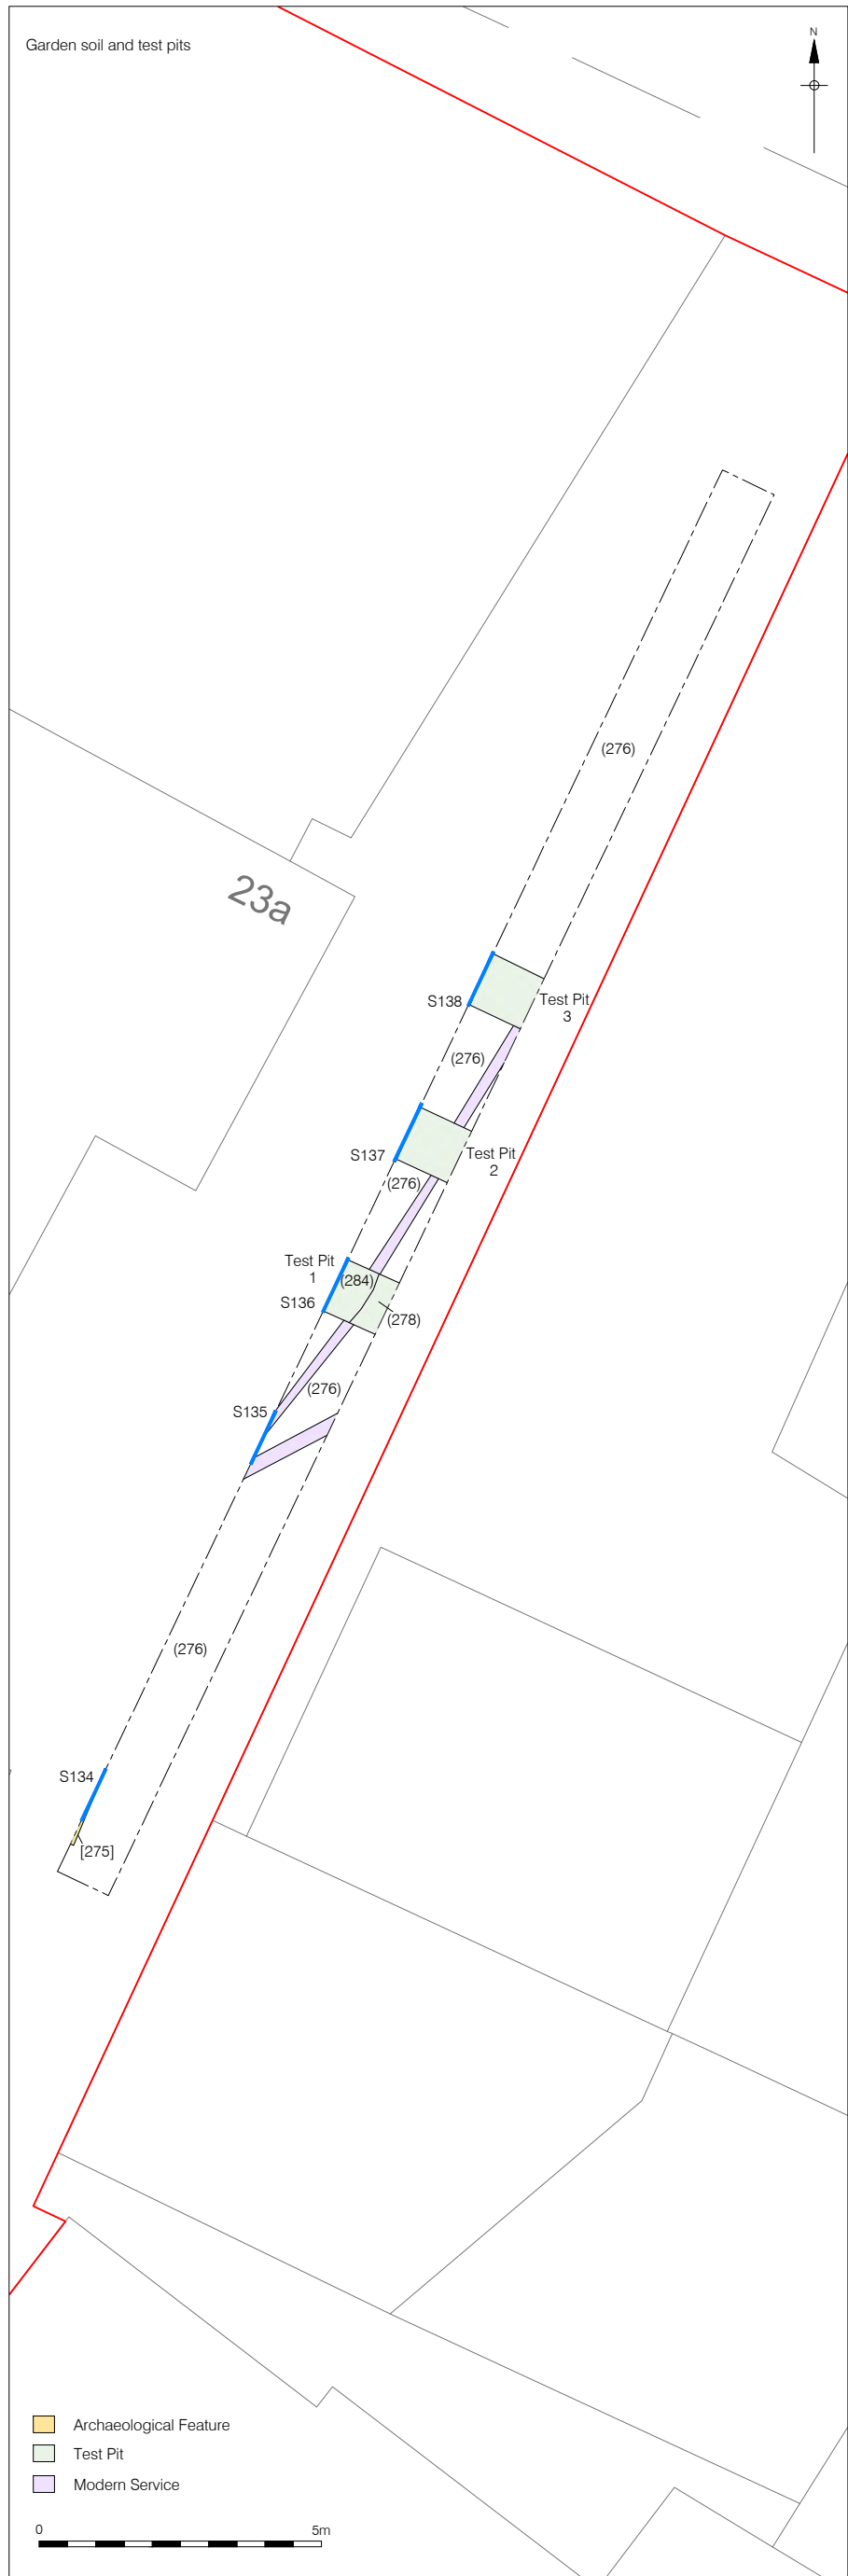 Garden soil and test pits
N
(276)
23a
S138
Test Pit
3
(276)
S137
Test Pit
2
(276)
Test Pit
1
(284)
S136
(278)
(276)
S135
(276)
S134
[275]
Archaeological Feature
Test Pit
Modern Service
0
5m